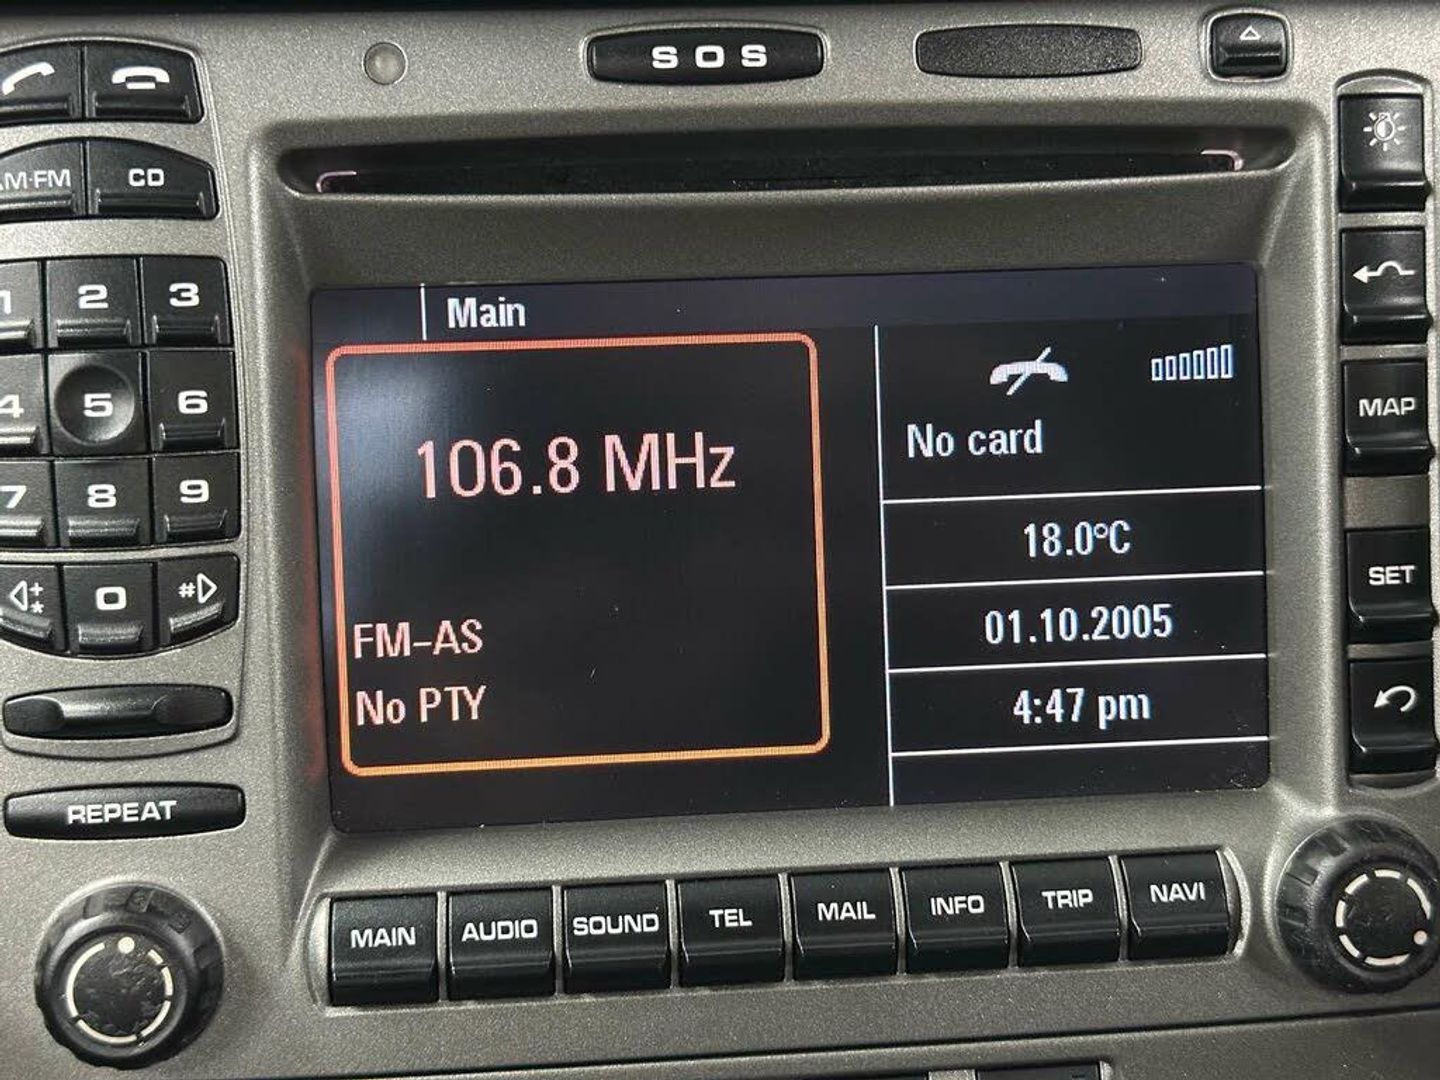 SOS
AM·FM
CD
1
2
3
4
5
6
7
8
9
+
*
0
#
REPEAT
Main
106.8 MHz
FM-AS
No PTY
No card
18.0°C
01.10.2005
4:47 pm
MAP
SET
MAIN
AUDIO
SOUND
TEL
MAIL
INFO
TRIP
NAVI